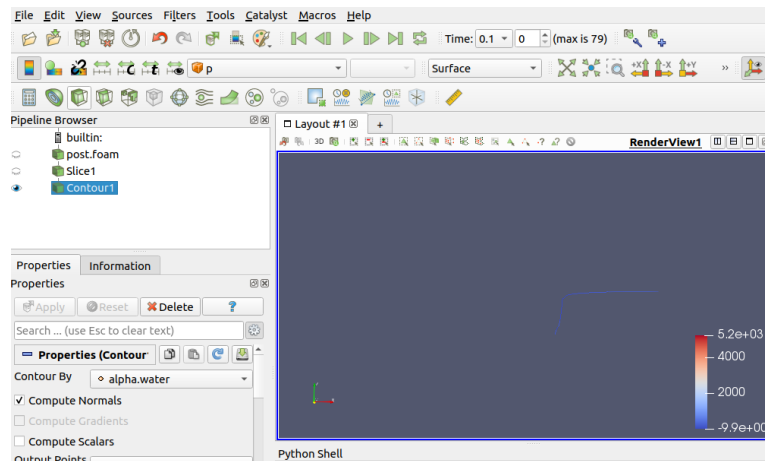 File Edit View Sources Filters Tools Catalyst Macros Help
Time: 0.1 0 (max is 79)
p Surface +X -X +Y »
Pipeline Browser
Layout #1 +
builtin:
3D
RenderView1
post.foam
Slice1
Contour1
Properties Information
Properties
Apply Reset Delete ?
Search ... (use Esc to clear text)
Properties (Contour
Contour By alpha.water
Compute Normals
Compute Gradients
Compute Scalars
Output Points
5.2e+03
4000
2000
-9.9e+00
Python Shell